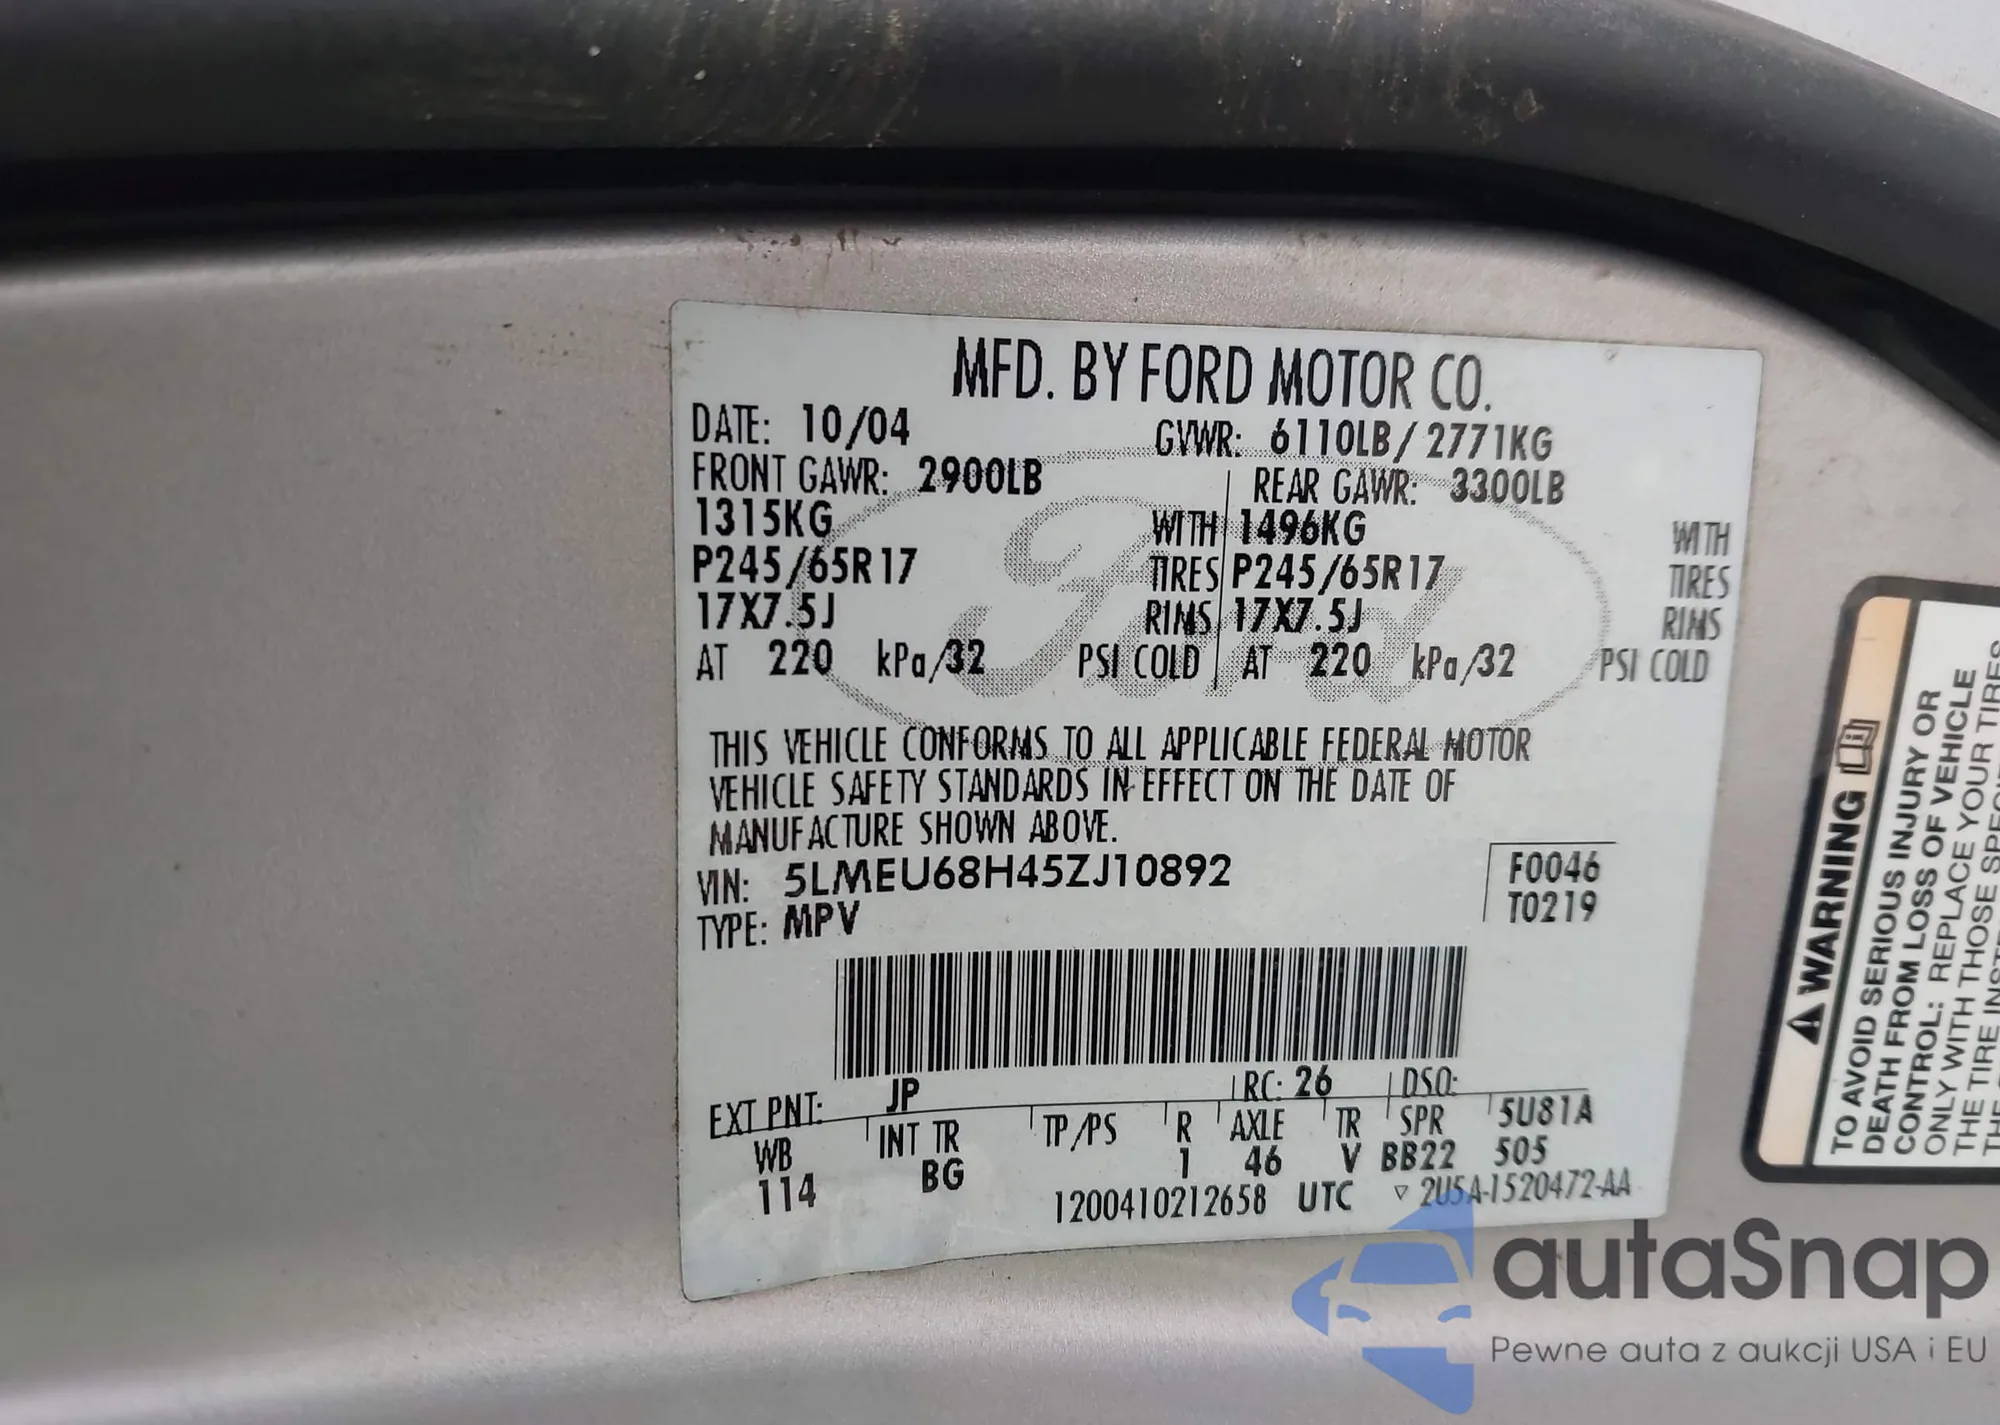 MFD. BY FORD MOTOR CO.
DATE: 10/04 GVWR: 6110LB/ 2771KG
FRONT GAWR: 2900LB REAR GAWR: 3300LB
1315KG WITH 1496KG WITH
P245/65R17 TIRES P245/65R17 TIRES
17X7.5J RIMS 17X7.5J RIMS
AT 220 kPa/32 PSI COLD AT 220 kPa/32 PSI COLD
THIS VEHICLE CONFORMS TO ALL APPLICABLE FEDERAL MOTOR
VEHICLE SAFETY STANDARDS IN EFFECT ON THE DATE OF
MANUFACTURE SHOWN ABOVE.
VIN: 5LMEU68H45ZJ10892 F0046
TYPE: MPV T0219
EXT PNT: JP RC: 26 DSO:
WB INT TR TP/PS R AXLE TR SPR 5U81A
114 BG 1 46 V BB22 505
1200410212658 UTC ▽ 2U5A-1520472-AA
Ford
⚠ WARNING
TO AVOID SERIOUS INJURY OR
DEATH FROM LOSS OF VEHICLE
CONTROL: REPLACE YOUR TIRES
ONLY WITH THOSE
THE TIRE
autaSnap
Pewne auta z aukcji USA i EU